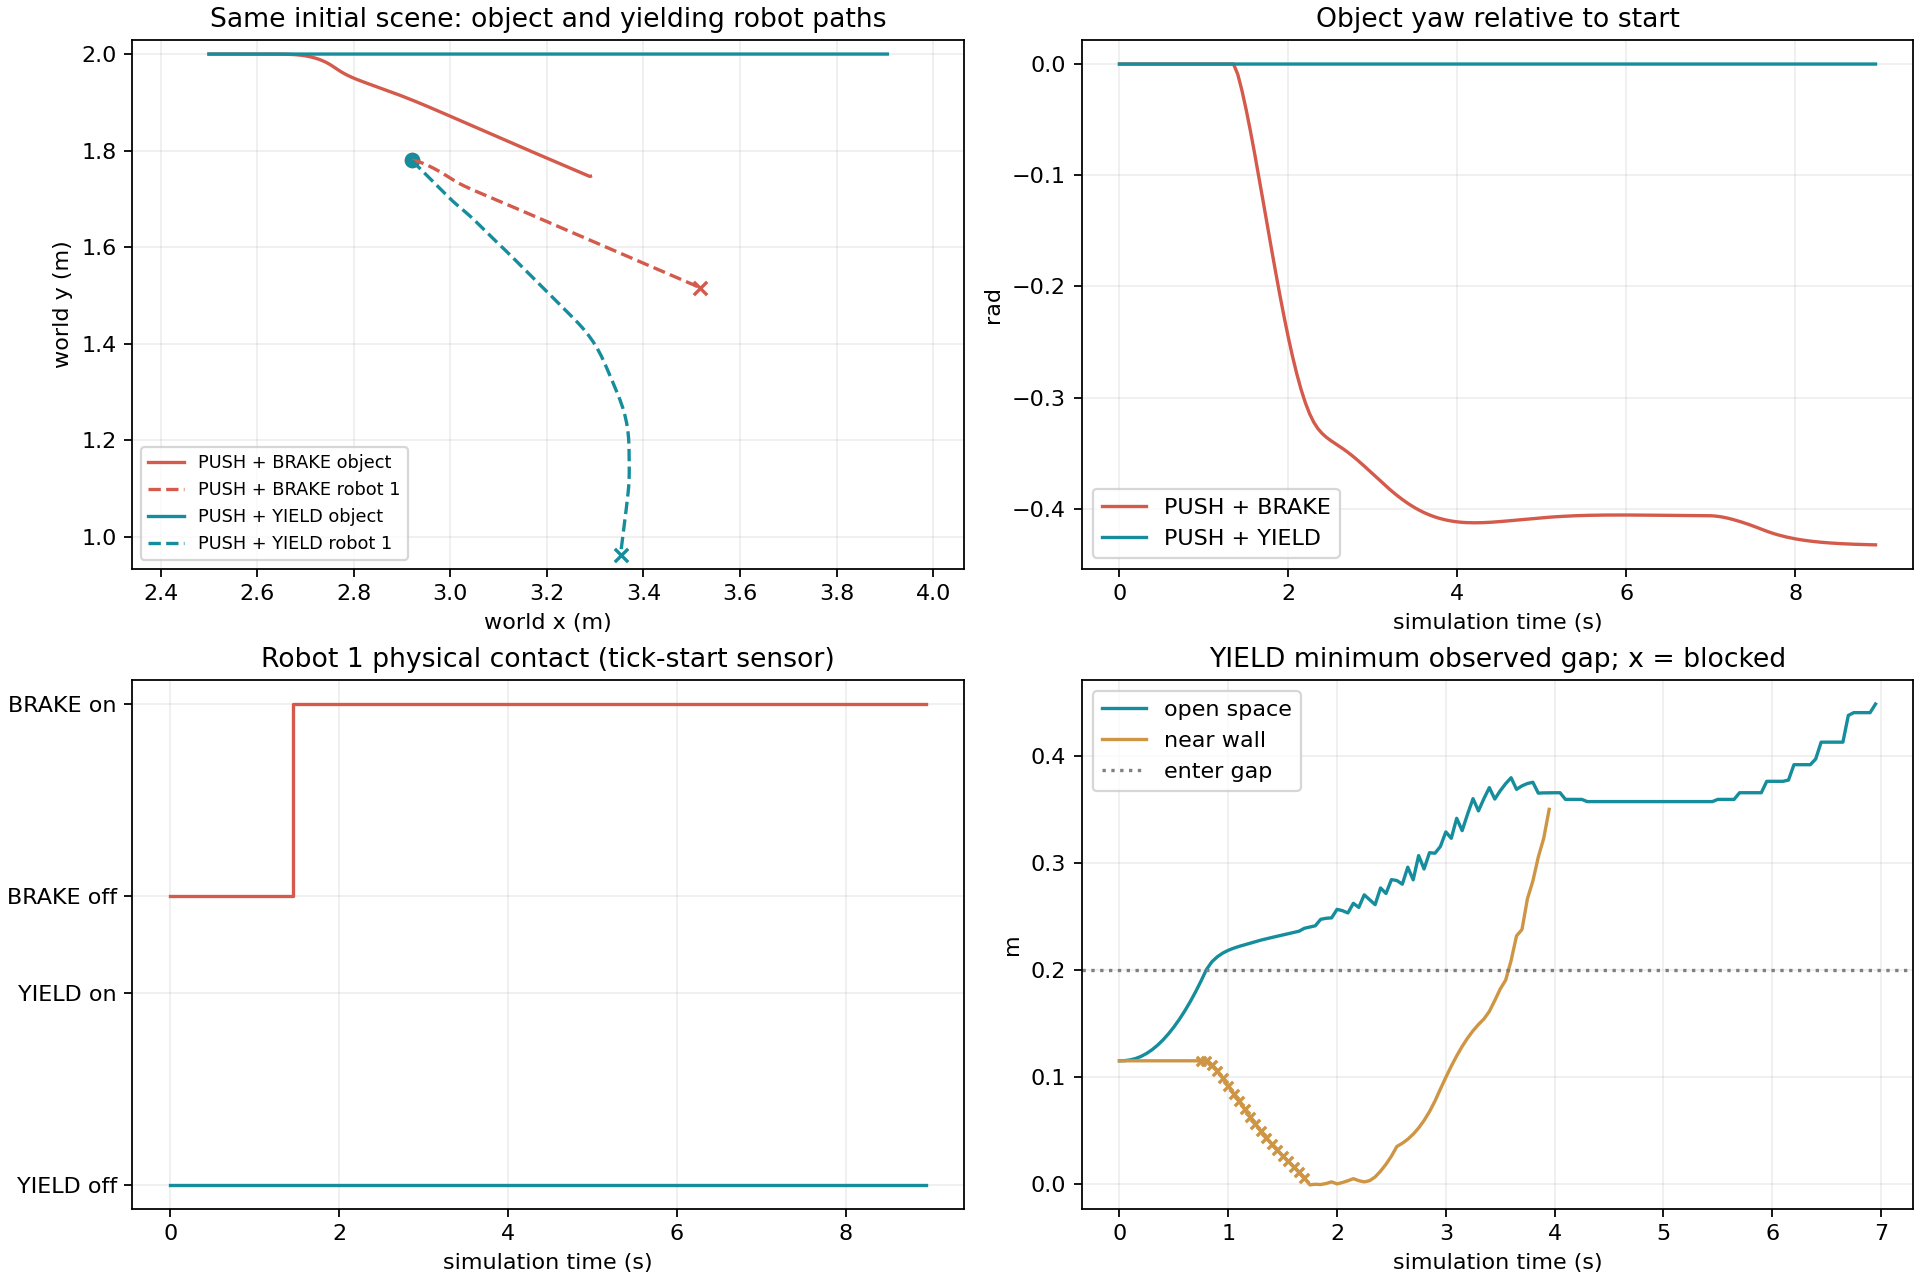 Same initial scene: object and yielding robot paths
2.0
1.8
1.6
1.4
1.2
1.0
world y (m)
PUSH + BRAKE object
PUSH + BRAKE robot 1
PUSH + YIELD object
PUSH + YIELD robot 1
2.4 2.6 2.8 3.0 3.2 3.4 3.6 3.8 4.0
world x (m)
Object yaw relative to start
0.0
−0.1
−0.2
−0.3
−0.4
rad
PUSH + BRAKE
PUSH + YIELD
0 2 4 6 8
simulation time (s)
Robot 1 physical contact (tick-start sensor)
BRAKE on
BRAKE off
YIELD on
YIELD off
0 2 4 6 8
simulation time (s)
YIELD minimum observed gap; x = blocked
open space
near wall
enter gap
0.4
0.3
0.2
0.1
0.0
m
0 1 2 3 4 5 6 7
simulation time (s)